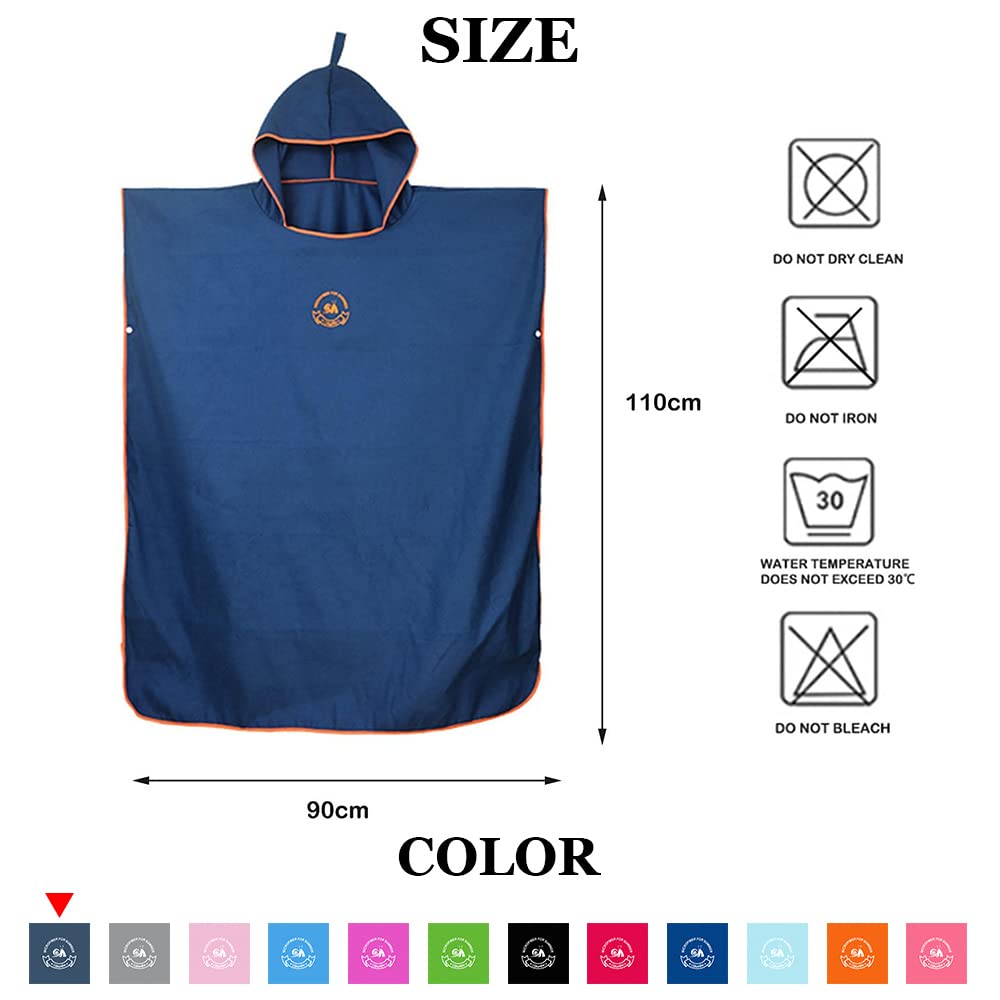 SIZE
DO NOT DRY CLEAN
110cm
DO NOT IRON
30
WATER TEMPERATURE
DOES NOT EXCEED 30℃
DO NOT BLEACH
90cm
COLOR